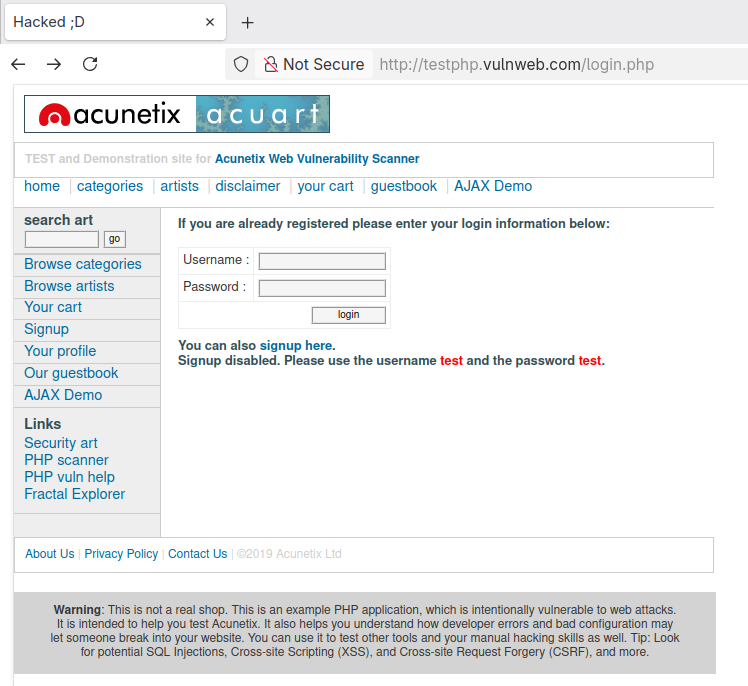 Hacked ;D
Not Secure http://testphp.vulnweb.com/login.php
acunetix acuart
TEST and Demonstration site for Acunetix Web Vulnerability Scanner
home | categories | artists | disclaimer | your cart | guestbook | AJAX Demo
search art
go
Browse categories
Browse artists
Your cart
Signup
Your profile
Our guestbook
AJAX Demo
Links
Security art
PHP scanner
PHP vuln help
Fractal Explorer
If you are already registered please enter your login information below:
Username :
Password :
login
You can also signup here.
Signup disabled. Please use the username test and the password test.
About Us | Privacy Policy | Contact Us | ©2019 Acunetix Ltd
Warning: This is not a real shop. This is an example PHP application, which is intentionally vulnerable to web attacks.
It is intended to help you test Acunetix. It also helps you understand how developer errors and bad configuration may
let someone break into your website. You can use it to test other tools and your manual hacking skills as well. Tip: Look
for potential SQL Injections, Cross-site Scripting (XSS), and Cross-site Request Forgery (CSRF), and more.